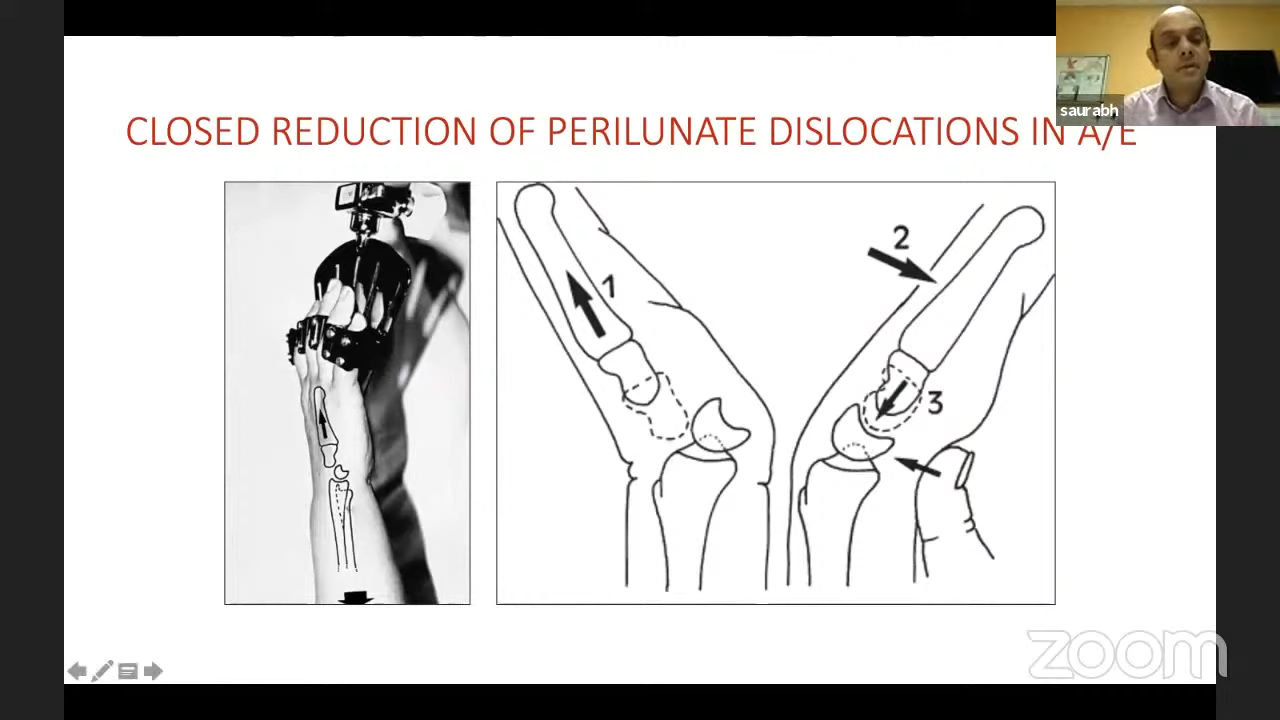 saurabh
CLOSED REDUCTION OF PERILUNATE DISLOCATIONS IN A/E
1
2
3
zoom